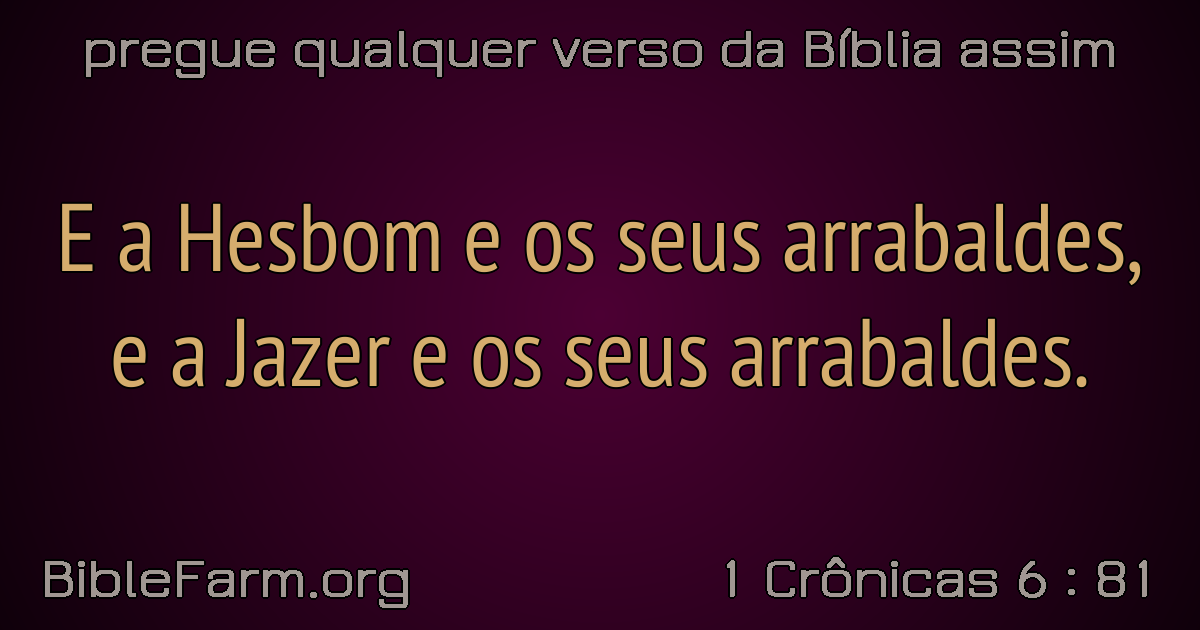 pregue qualquer verso da Bíblia assim
E a Hesbom e os seus arrabaldes,
e a Jazer e os seus arrabaldes.
BibleFarm.org
1 Crônicas 6 : 81